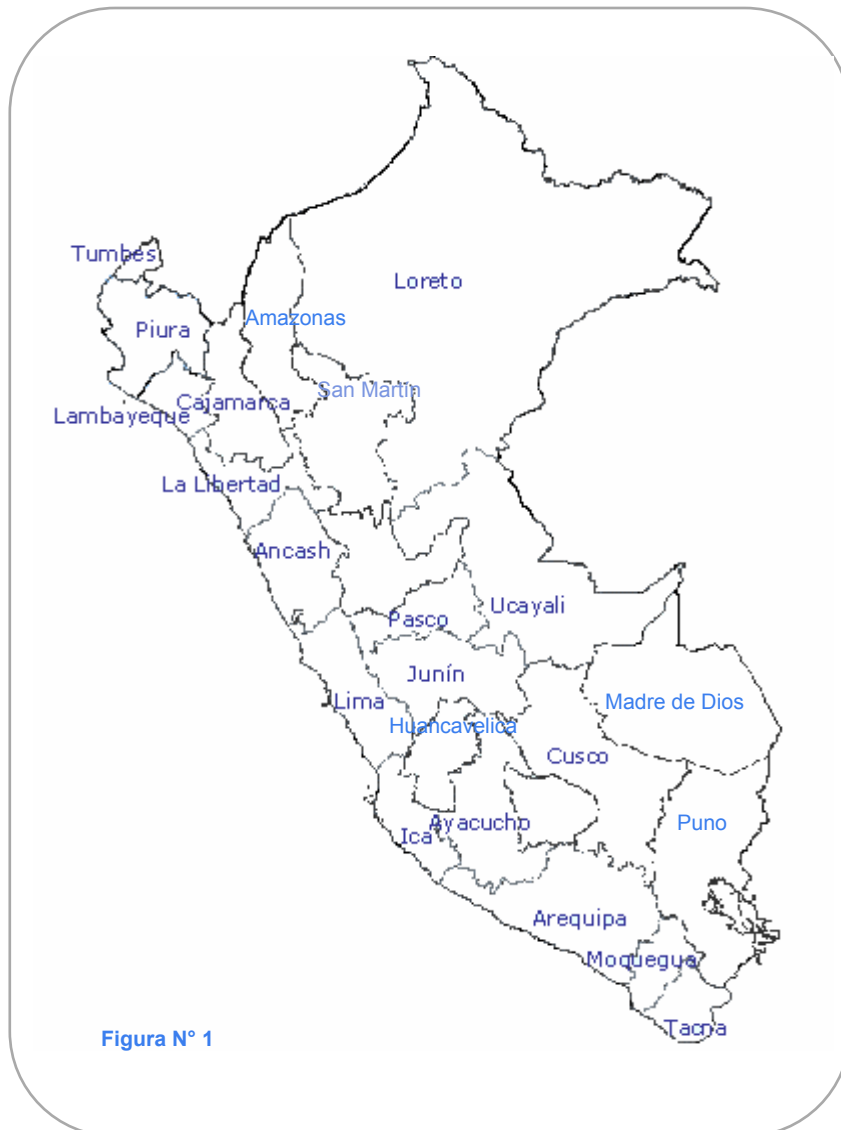 Tumbes
Loreto
Amazonas
Piura
San Martín
Cajamarca
Lambayeque
La Libertad
Ancash
Ucayali
Pasco
Junín
Lima
Madre de Dios
Huancavelica
Cusco
Puno
Ayacucho
Ica
Arequipa
Moquegua
Tacna
Figura N° 1